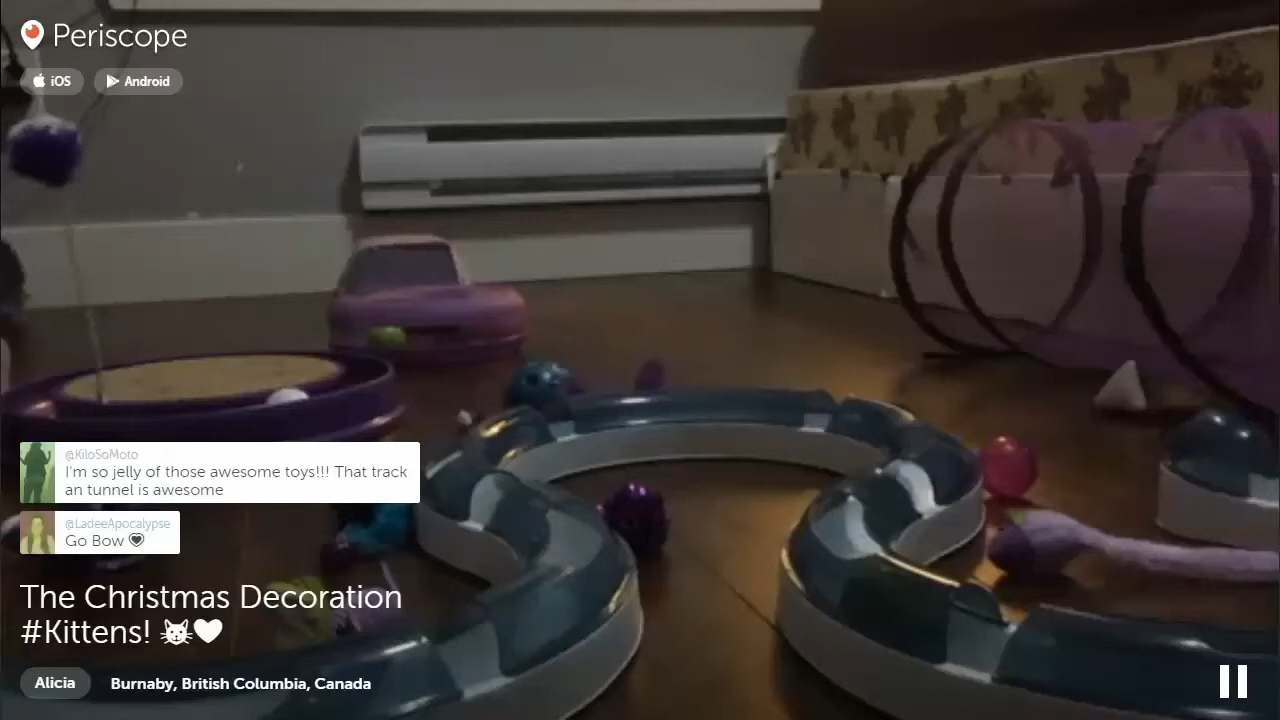 Periscope
iOS
Android
@KiloSoMoto
I'm so jelly of those awesome toys!!! That track
an tunnel is awesome
@LadeeApocalypse
Go Bow 🖤
The Christmas Decoration
#Kittens! 🐱❤
Alicia
Burnaby, British Columbia, Canada